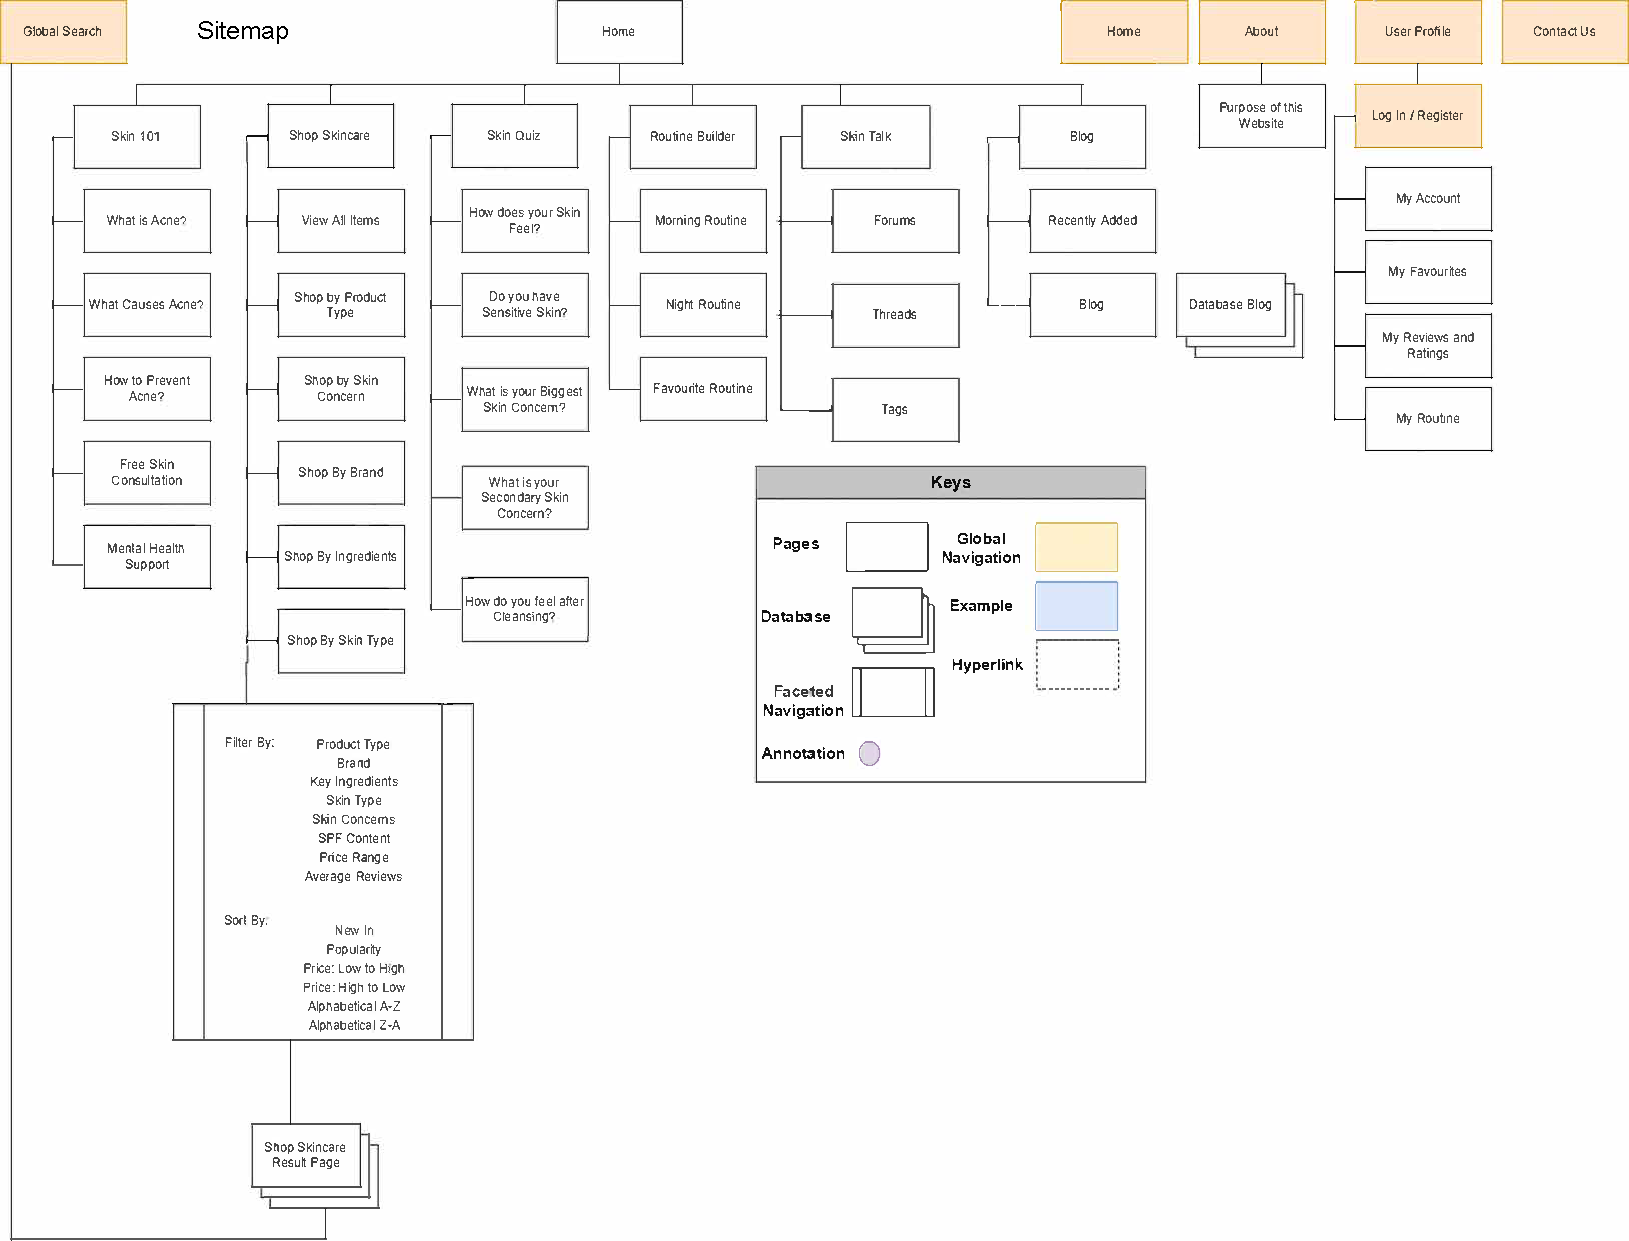 Global Search
Sitemap
Home
Home
About
User Profile
Contact Us
Skin 101
Shop Skincare
Skin Quiz
Routine Builder
Skin Talk
Blog
Purpose of this
Website
Log In / Register
What is Acne?
View All Items
How does your Skin
Feel?
Morning Routine
Forums
Recently Added
My Account
What Causes Acne?
Shop by Product
Type
Do you have
Sensitive Skin?
Night Routine
Threads
Blog
Database Blog
My Favourites
How to Prevent
Acne?
Shop by Skin
Concern
What is your Biggest
Skin Concern?
Favourite Routine
Tags
My Reviews and
Ratings
My Routine
Free Skin
Consultation
Shop By Brand
What is your
Secondary Skin
Concern?
Mental Health
Support
Shop By Ingredients
How do you feel after
Cleansing?
Shop By Skin Type
Keys
Pages
Global
Navigation
Database
Example
Hyperlink
Faceted
Navigation
Annotation
Filter By:
Product Type
Brand
Key Ingredients
Skin Type
Skin Concerns
SPF Content
Price Range
Average Reviews
Sort By:
New In
Popularity
Price: Low to High
Price: High to Low
Alphabetical A-Z
Alphabetical Z-A
Shop Skincare
Result Page